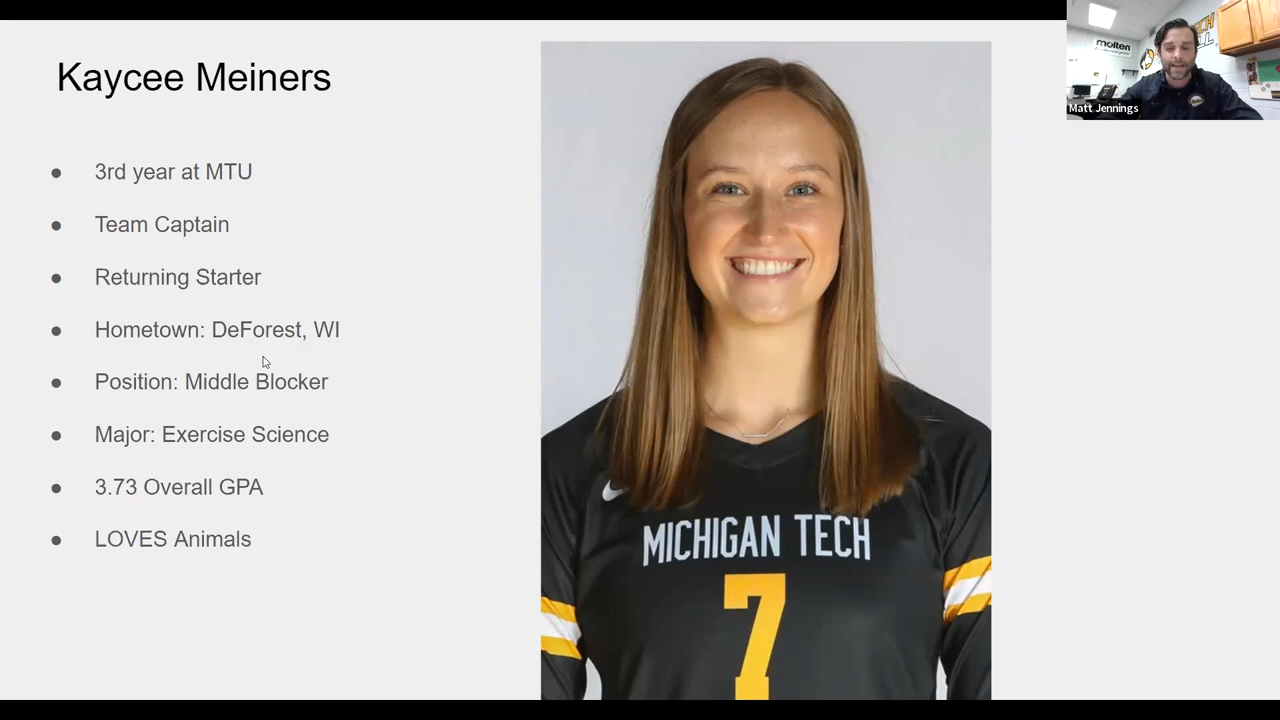 Kaycee Meiners
● 3rd year at MTU
● Team Captain
● Returning Starter
● Hometown: DeForest, WI
● Position: Middle Blocker
● Major: Exercise Science
● 3.73 Overall GPA
● LOVES Animals
MICHIGAN TECH
7
molten
TECH
Matt Jennings